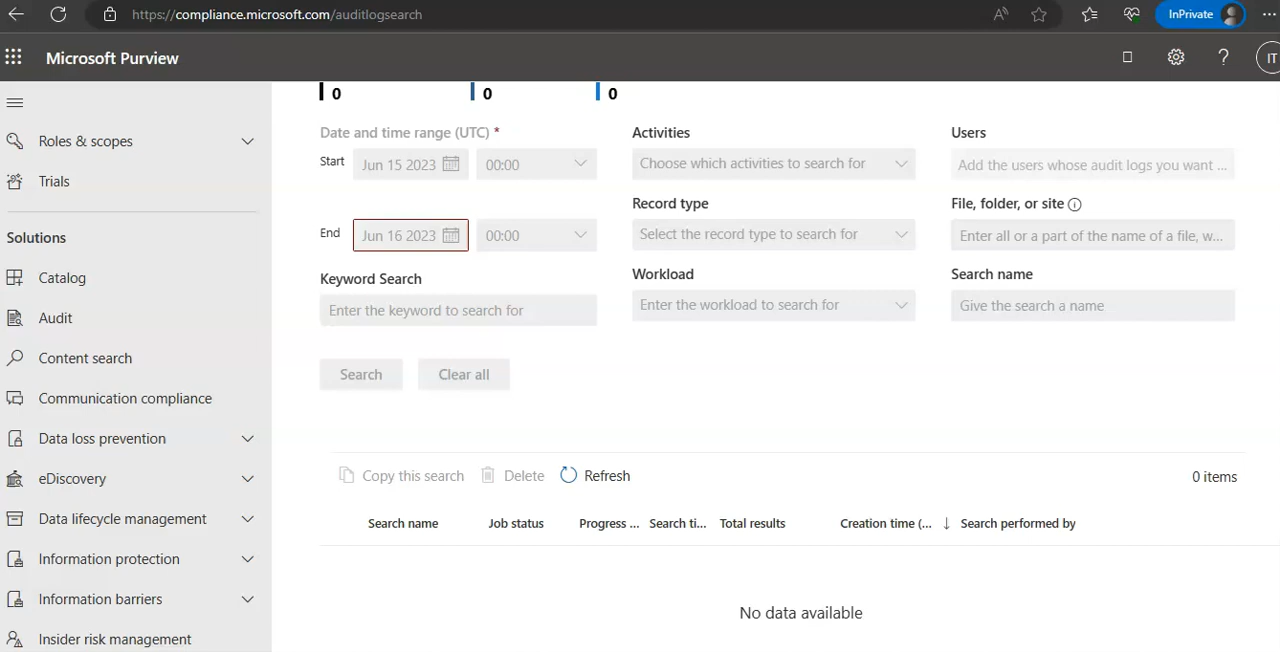 https://compliance.microsoft.com/auditlogsearch
InPrivate
Microsoft Purview
IT
Roles & scopes
Trials
Solutions
Catalog
Audit
Content search
Communication compliance
Data loss prevention
eDiscovery
Data lifecycle management
Information protection
Information barriers
Insider risk management
0 0 0
Date and time range (UTC) *
Start Jun 15 2023 00:00
End Jun 16 2023 00:00
Keyword Search
Enter the keyword to search for
Activities
Choose which activities to search for
Record type
Select the record type to search for
Workload
Enter the workload to search for
Users
Add the users whose audit logs you want ...
File, folder, or site
Enter all or a part of the name of a file, w...
Search name
Give the search a name
Search Clear all
Copy this search Delete Refresh 0 items
Search name Job status Progress ... Search ti... Total results Creation time (... ↓ Search performed by
No data available